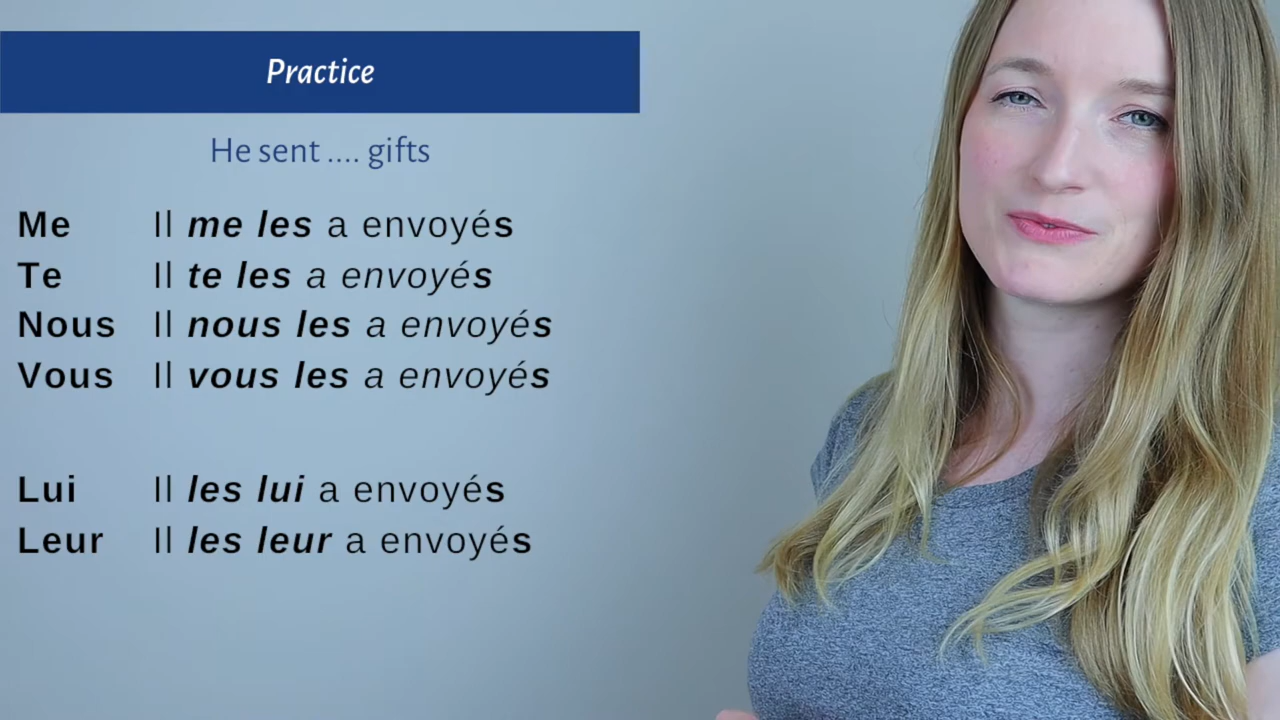 Practice
He sent .... gifts
Me Il me les a envoyés
Te Il te les a envoyés
Nous Il nous les a envoyés
Vous Il vous les a envoyés
Lui Il les lui a envoyés
Leur Il les leur a envoyés